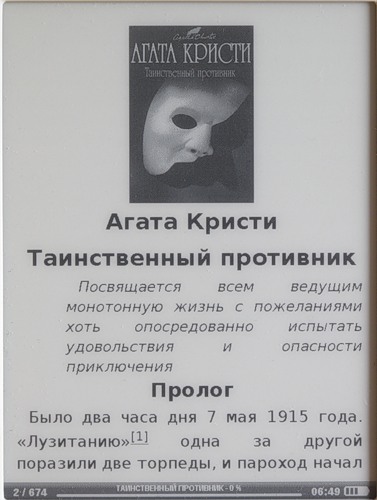 Agatha Christie
АГАТА КРИСТИ
Таинственный противник
Агата Кристи
Таинственный противник
Посвящается всем ведущим
монотонную жизнь с пожеланиями
хоть опосредованно испытать
удовольствия и опасности
приключения
Пролог
Было два часа дня 7 мая 1915 года.
«Лузитанию»[1] одна за другой
поразили две торпеды, и пароход начал
2 / 674 ТАИНСТВЕННЫЙ ПРОТИВНИК - 0 % 06:49